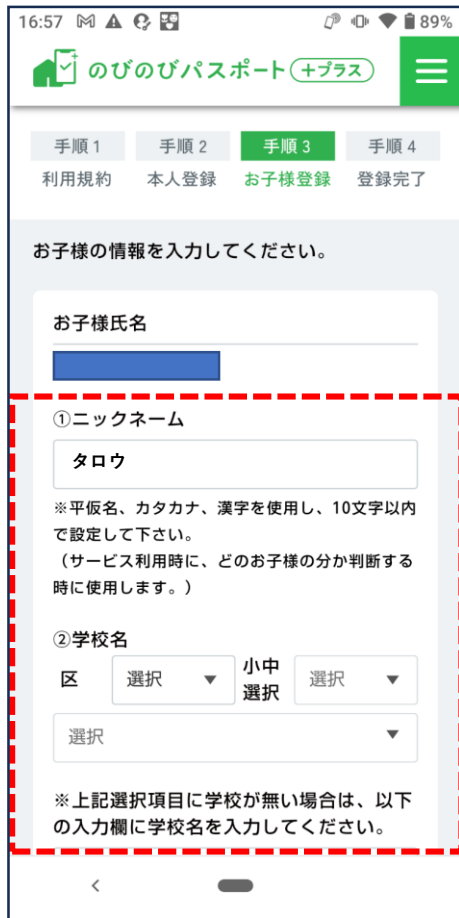 16:57 89%
のびのびパスポート +プラス
手順1 手順2 手順3 手順4
利用規約 本人登録 お子様登録 登録完了
お子様の情報を入力してください。
お子様氏名
①ニックネーム
タロウ
※平仮名、カタカナ、漢字を使用し、10文字以内
で設定して下さい。
（サービス利用時に、どのお子様の分か判断する
時に使用します。）
②学校名
区 選択 小中 選択 選択
選択
※上記選択項目に学校が無い場合は、以下
の入力欄に学校名を入力してください。